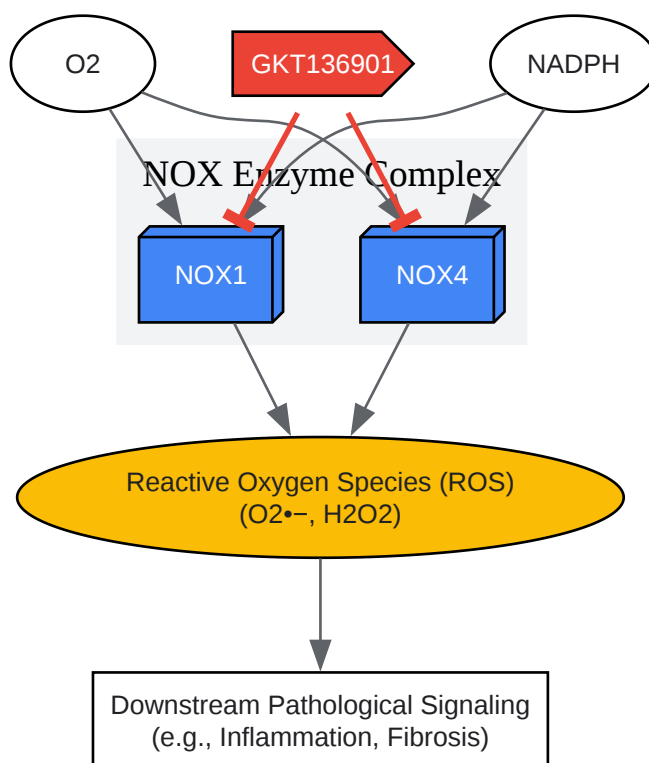 O2
GKT136901
NADPH
NOX Enzyme Complex
NOX1
NOX4
Reactive Oxygen Species (ROS)
(O2•−, H2O2)
Downstream Pathological Signaling
(e.g., Inflammation, Fibrosis)